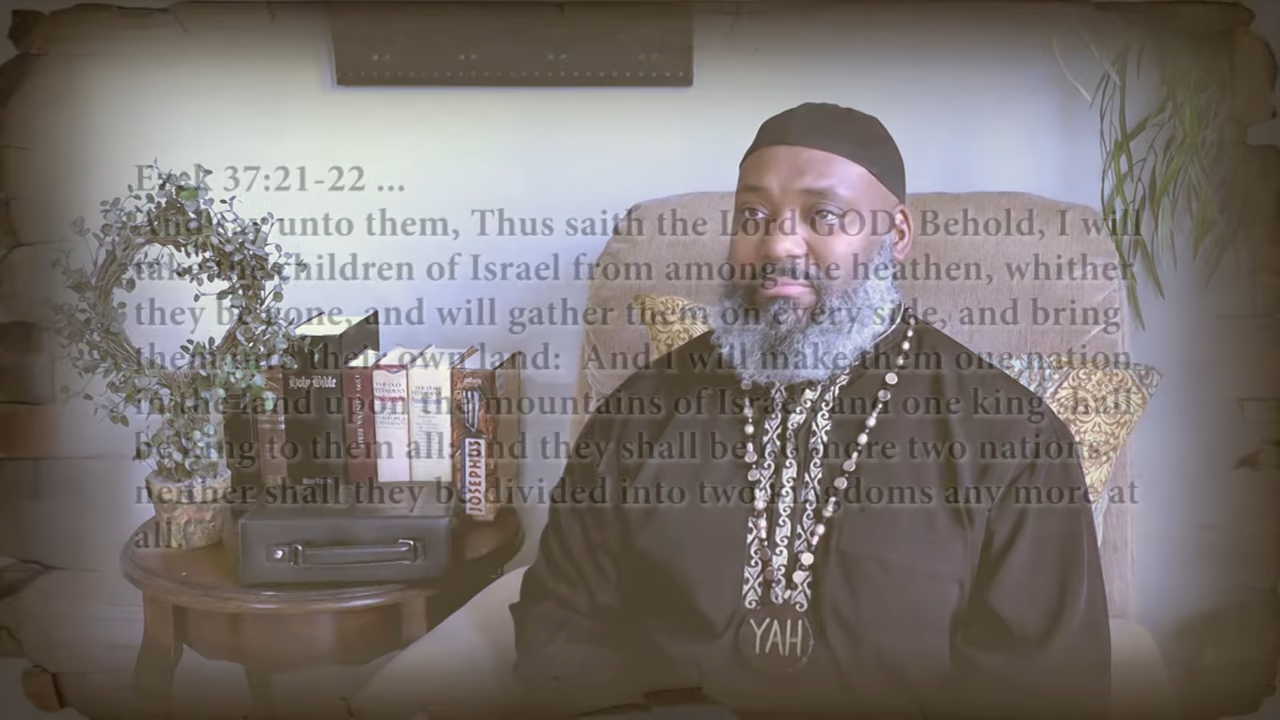 Ezek 37:21-22 ...
And say unto them, Thus saith the Lord GOD; Behold, I will
take the children of Israel from among the heathen, whither
they be gone, and will gather them on every side, and bring
them into their own land:  And I will make them one nation
in the land upon the mountains of Israel; and one king shall
be king to them all: and they shall be no more two nations,
neither shall they be divided into two kingdoms any more at
all
Holy Bible
JOSEPHUS
YAH